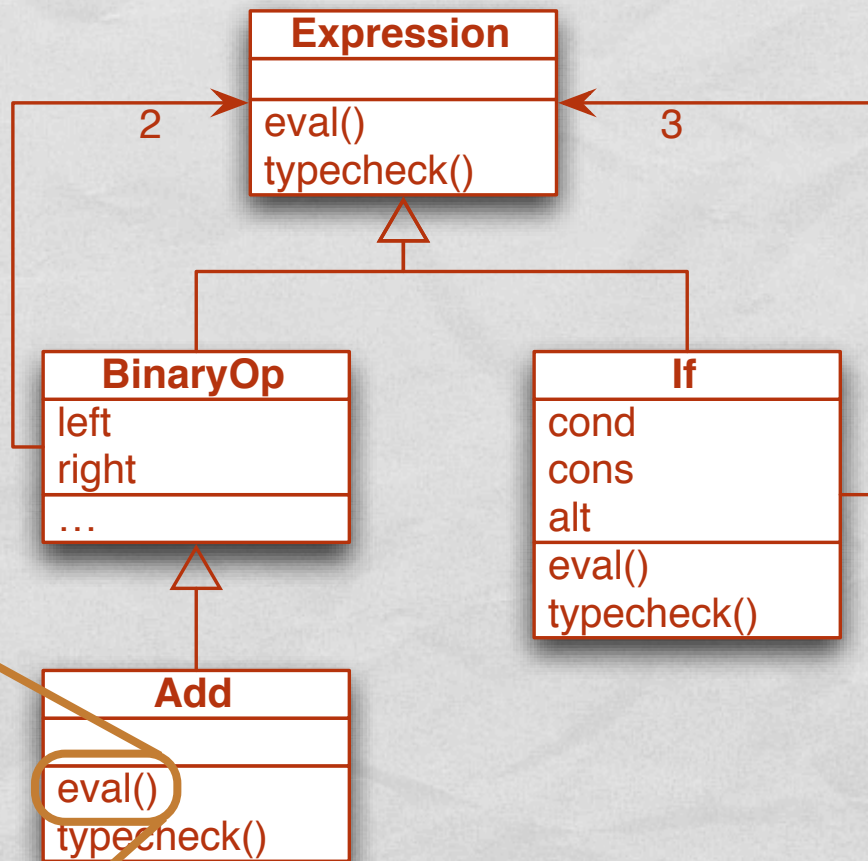 Expression
2
3
eval()
typecheck()
BinaryOp
left
right
…
If
cond
cons
alt
eval()
typecheck()
Add
eval()
typecheck()